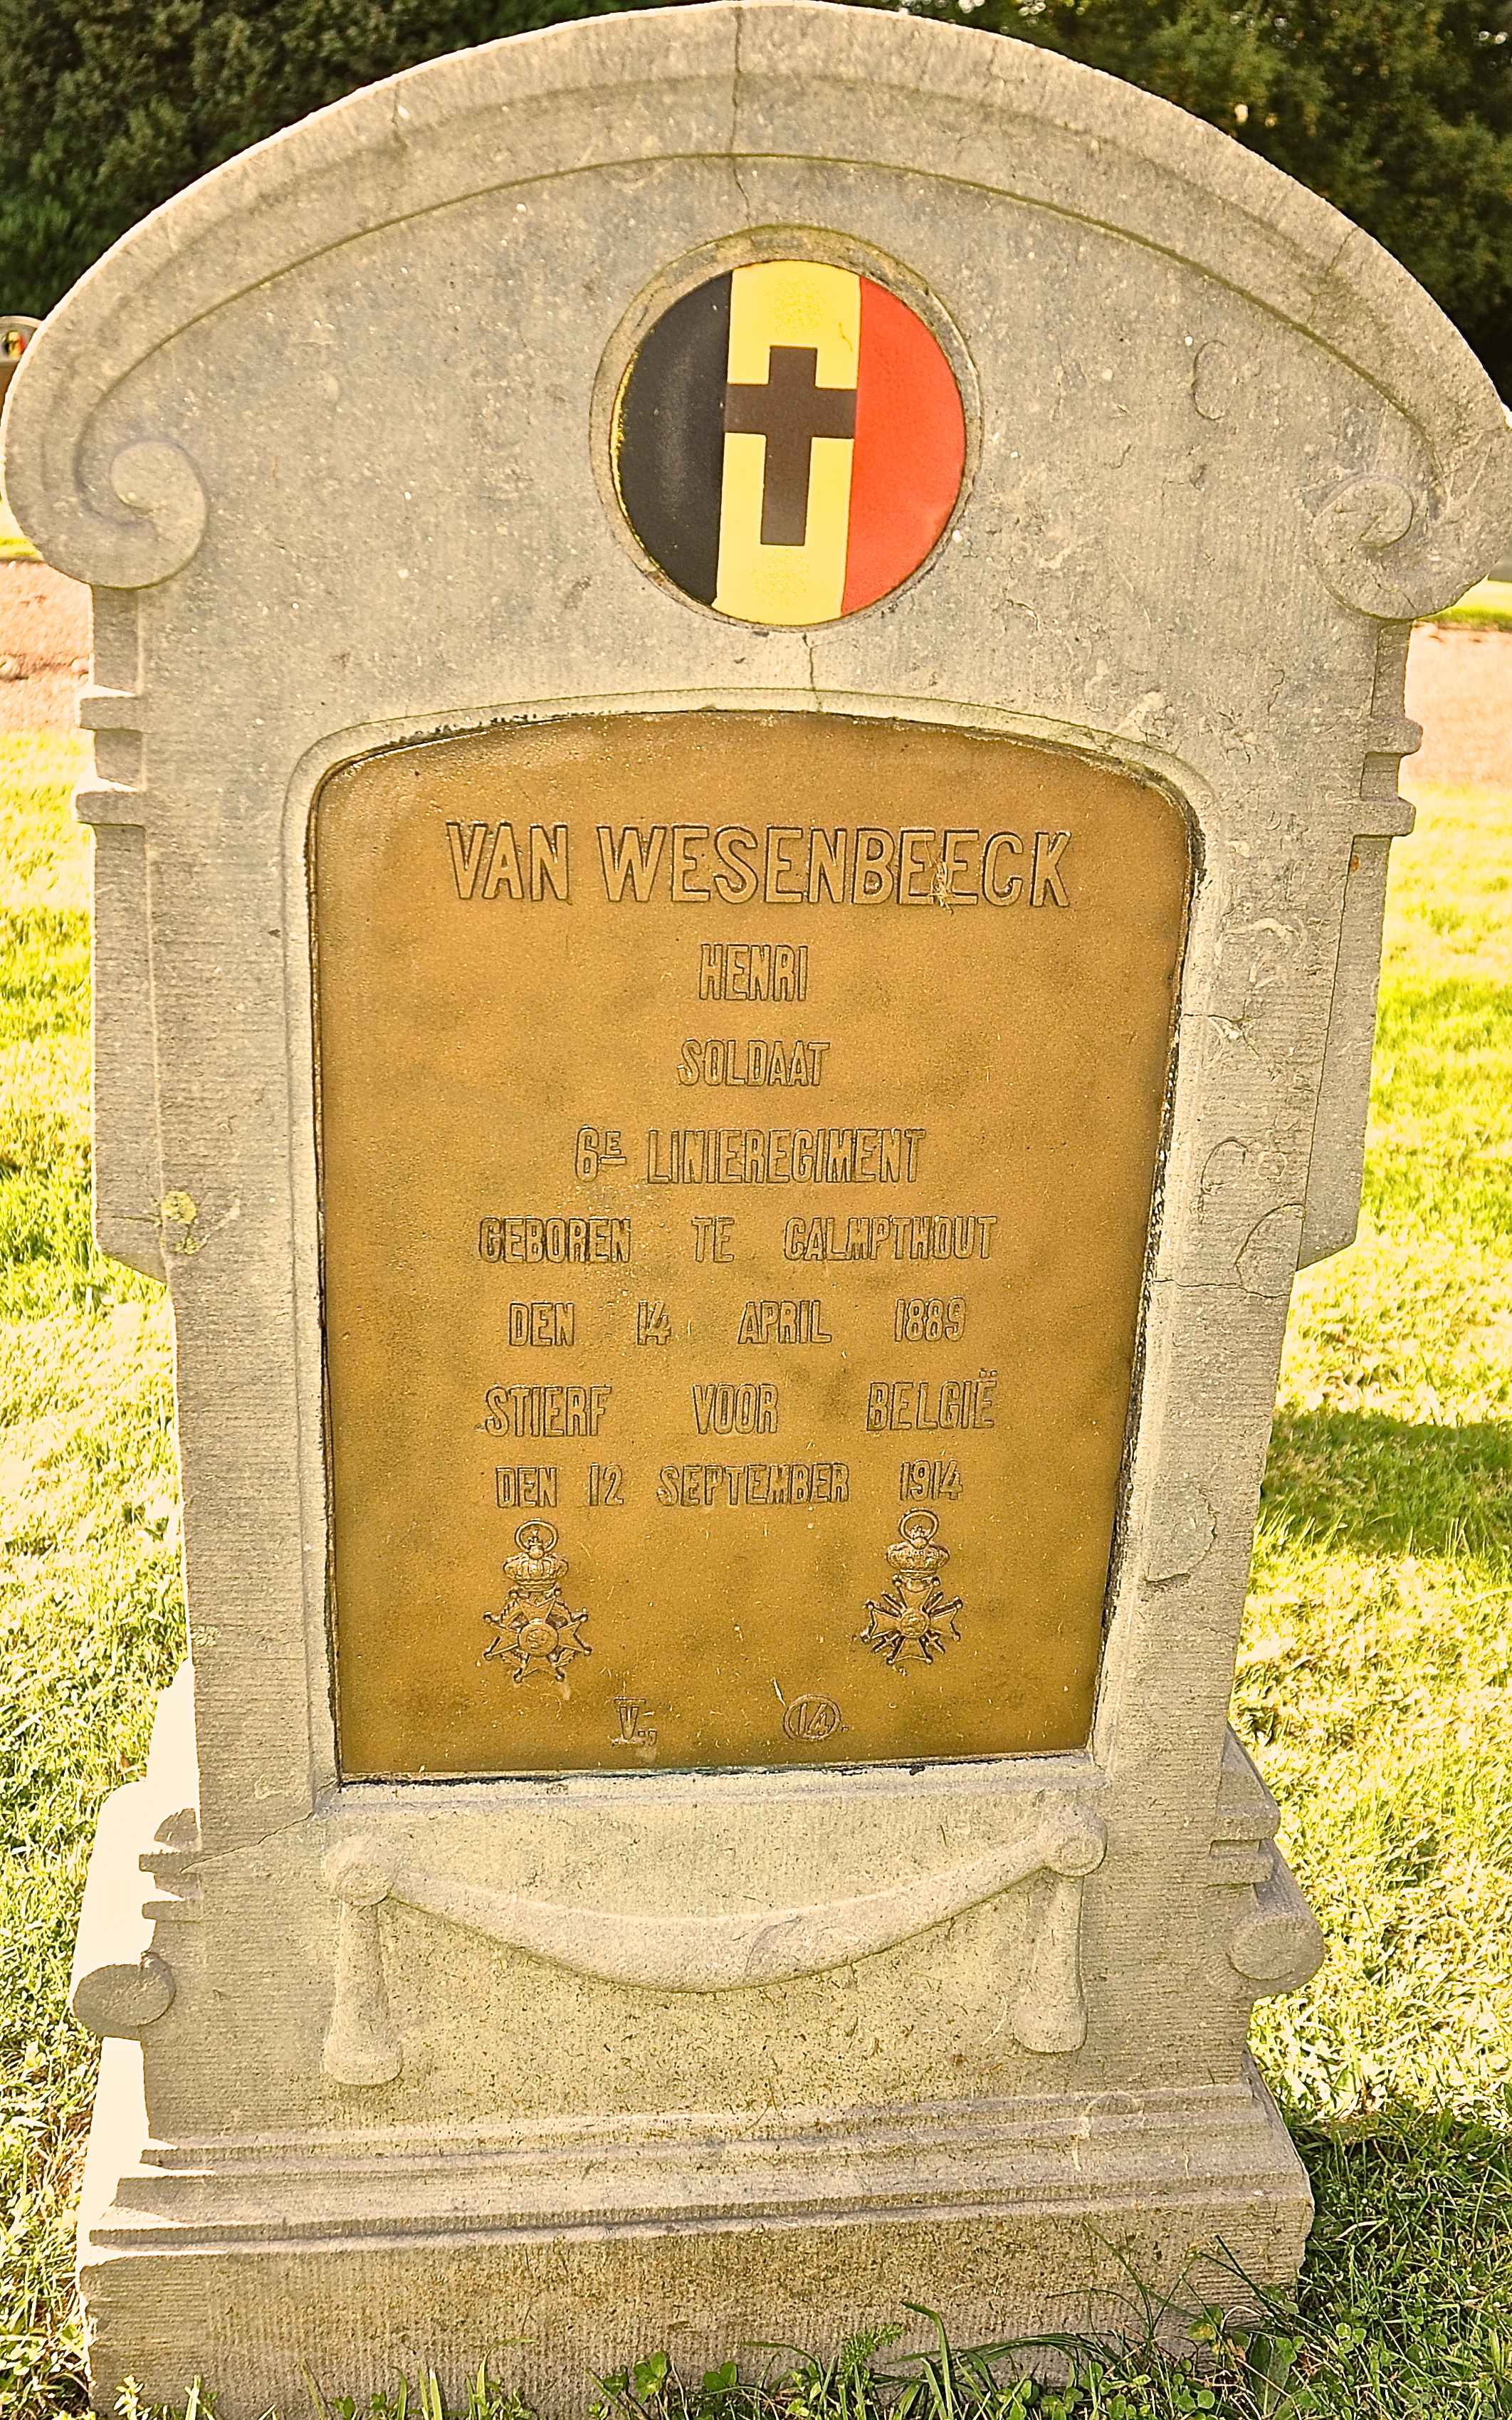 VAN WESENBEECK
HENRI
SOLDAAT
6E LINIEREGIMENT
GEBOREN TE CALMPTHOUT
DEN 14 APRIL 1889
STIERF VOOR BELGIË
DEN 12 SEPTEMBER 1914
V., 14.